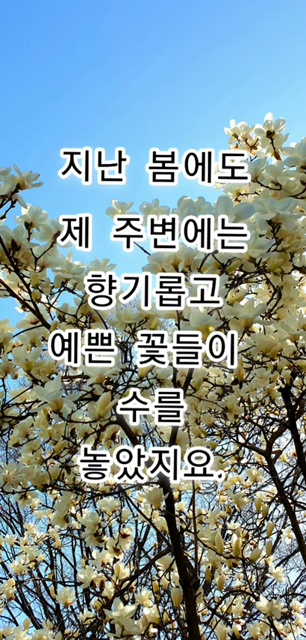 지난 봄에도
제 주변에는
향기롭고
예쁜 꽃들이
수를
놓았지요.